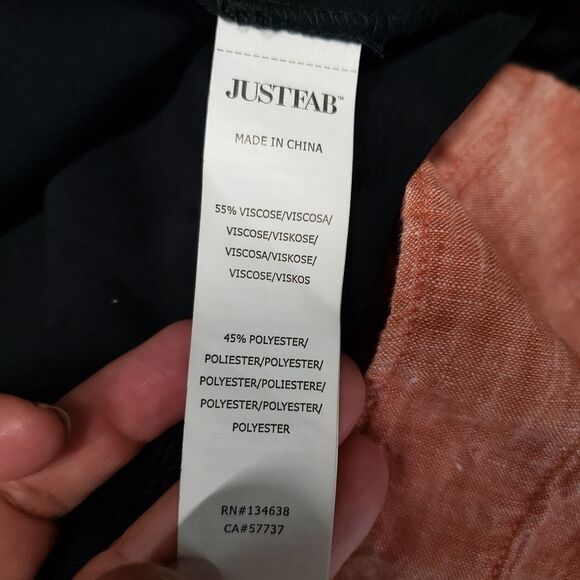 JUSTFAB™
MADE IN CHINA
55% VISCOSE/VISCOSA/
VISCOSE/VISKOSE/
VISCOSA/VISKOSE/
VISCOSE/VISKOS
45% POLYESTER/
POLIESTER/POLYESTER/
POLYESTER/POLIESTERE/
POLYESTER/POLYESTER/
POLYESTER
RN#134638
CA#57737